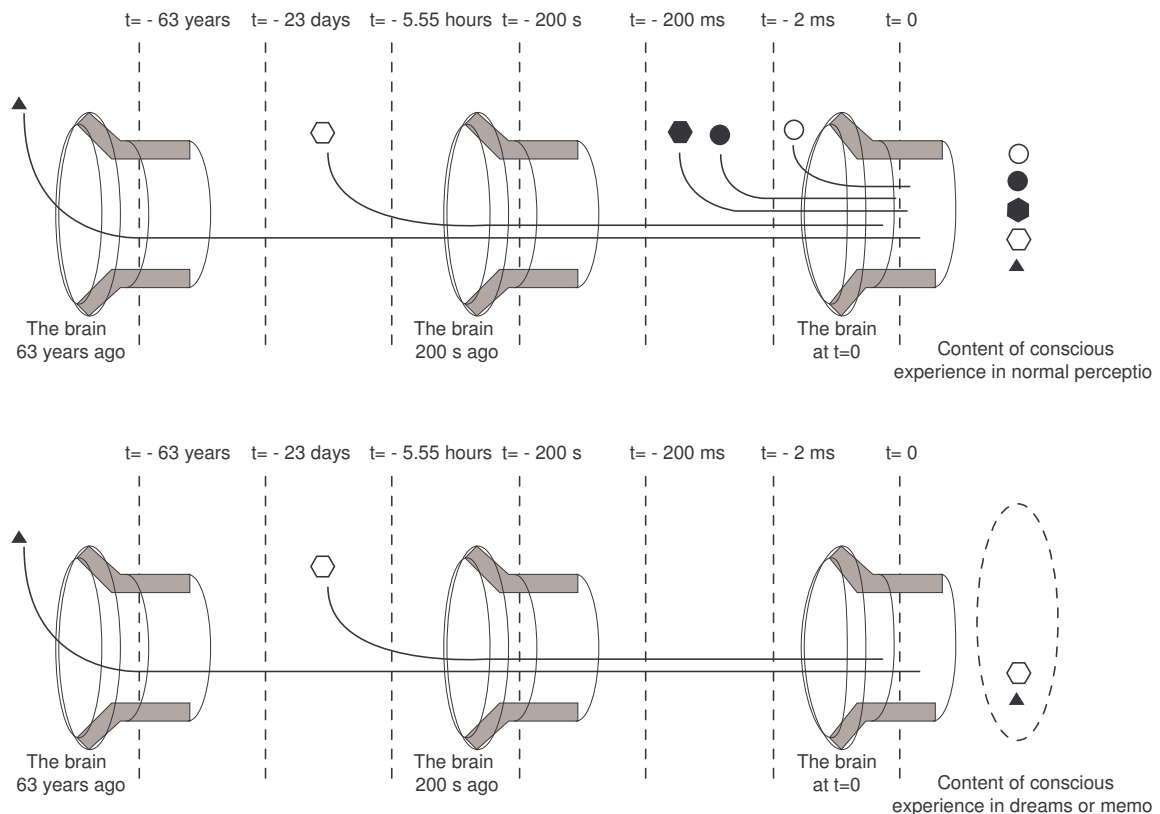 t= - 63 years t= - 23 days t= - 5.55 hours t= - 200 s t= - 200 ms t= - 2 ms t= 0
The brain The brain The brain
63 years ago 200 s ago at t=0
Content of conscious
experience in normal perceptio
t= - 63 years t= - 23 days t= - 5.55 hours t= - 200 s t= - 200 ms t= - 2 ms t= 0
The brain The brain The brain
63 years ago 200 s ago at t=0
Content of conscious
experience in dreams or memo